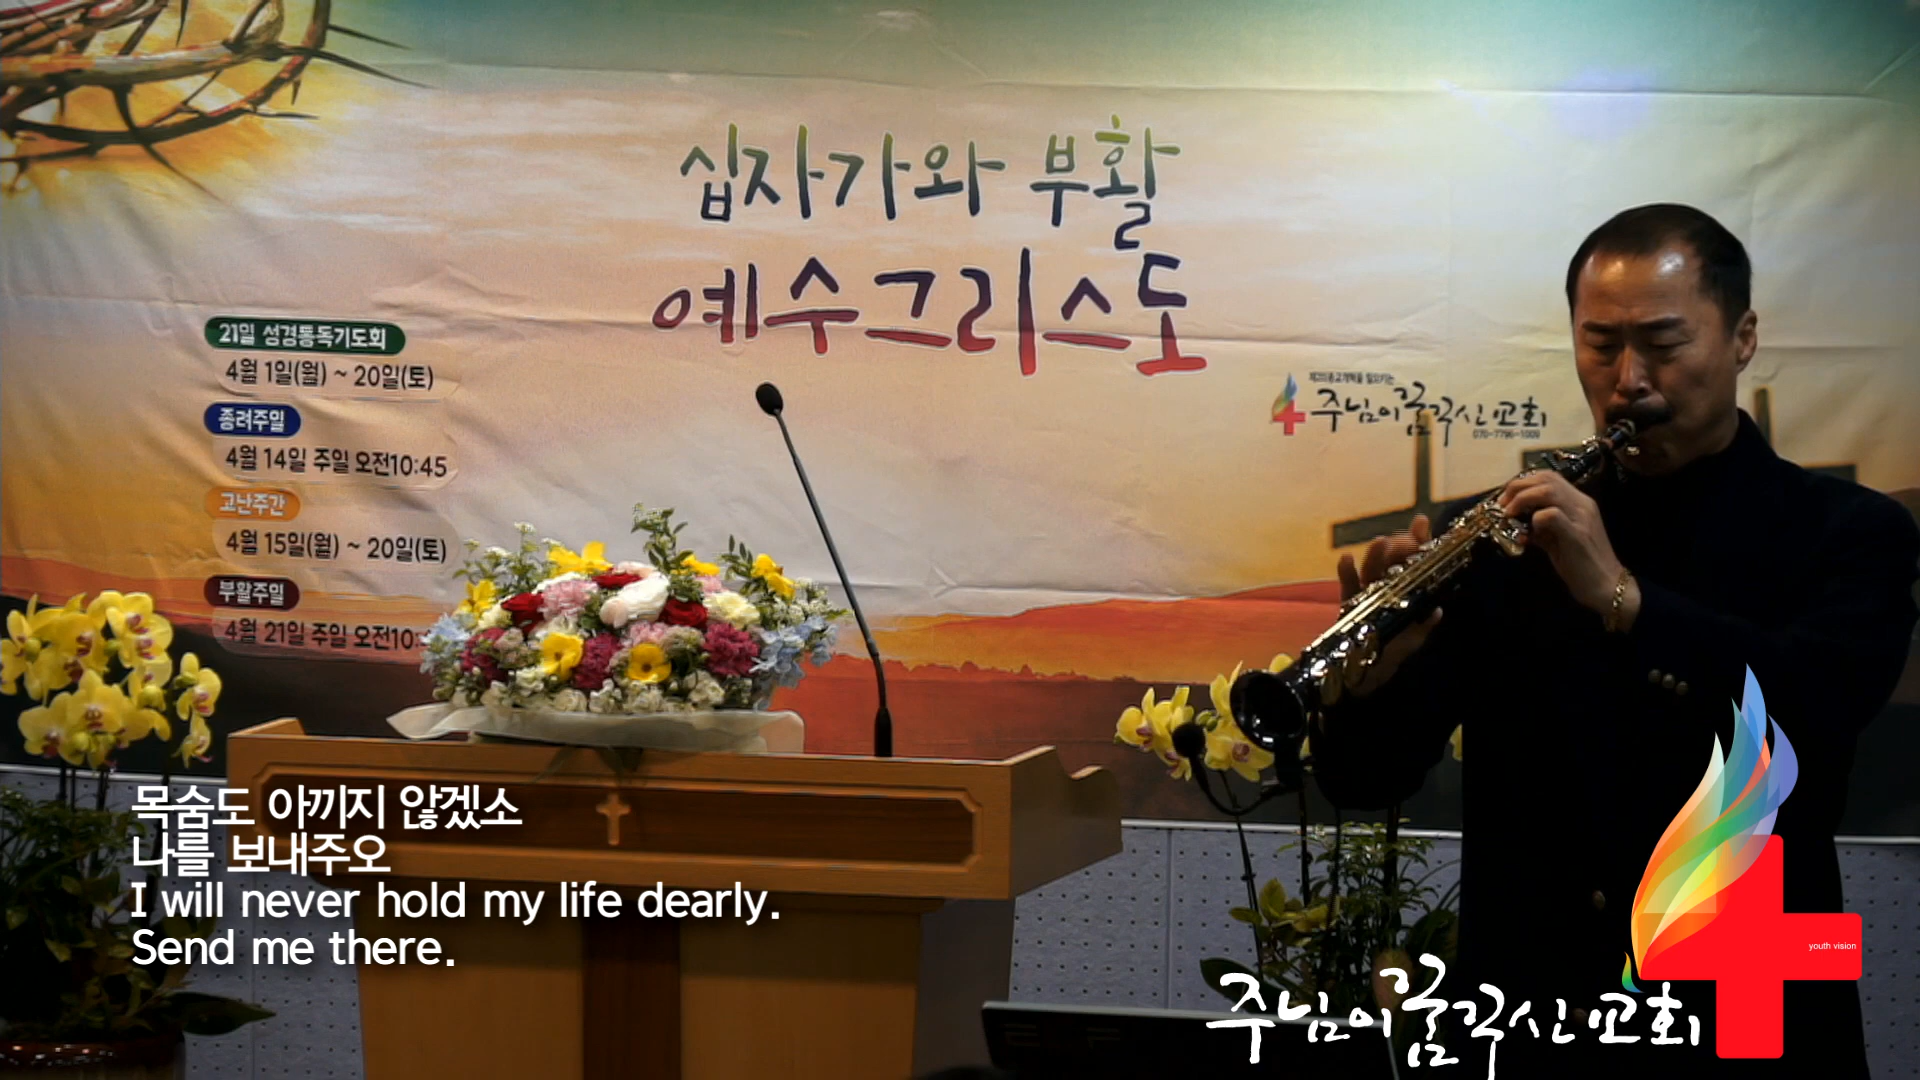 십자가와 부활
예수그리스도
21일 성경통독기도회
4월 1일(월) ~ 20일(토)
종려주일
4월 14일 주일 오전10:45
고난주간
4월 15일(월) ~ 20일(토)
부활주일
4월 21일 주일 오전10:
주님이꿈꾸신교회
070-7796-1009
목숨도 아끼지 않겠소
나를 보내주오
I will never hold my life dearly.
Send me there.
youth vision
주님이꿈꾸신교회